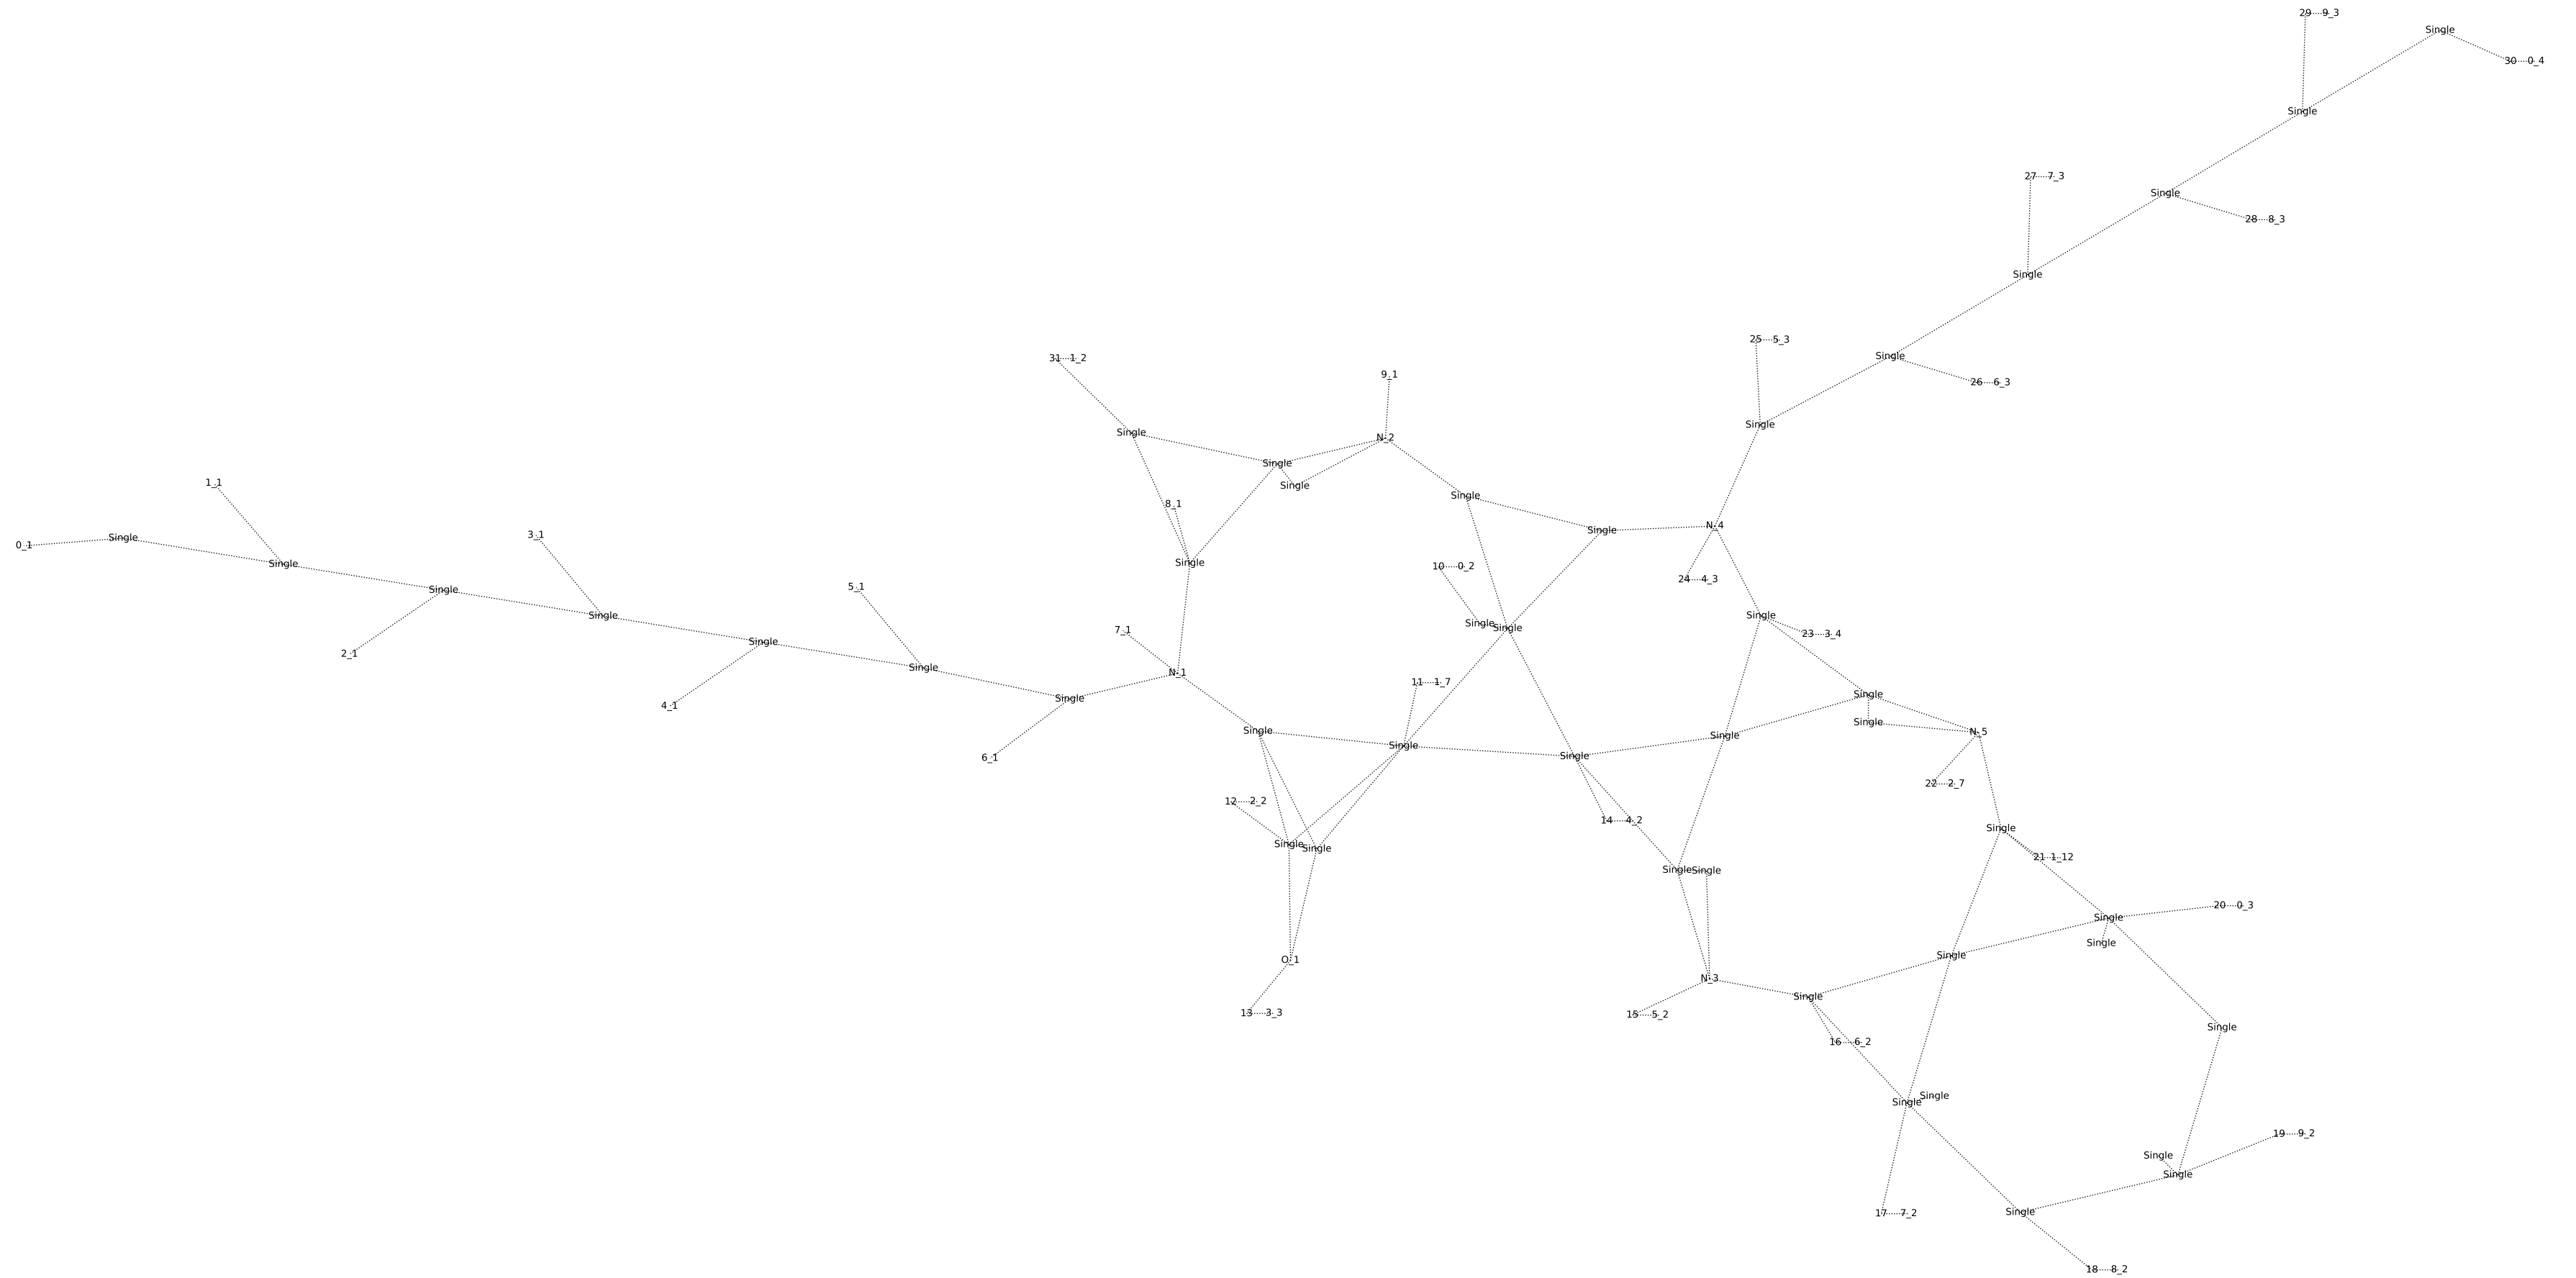 29 9_3
Single
30 0_4
Single
27 7_3
Single
28 8_3
Single
25 5_3
Single
31 1_2
9_1
26 6_3
Single
Single
N_2
Single
1_1
Single
Single
8_1
N_4
Single
3_1
0_1
Single
Single
Single
10 0_2
24 4_3
5_1
Single
Single
Single
Single
Single
7_1
23 3_4
Single
2_1
Single
N_1
11 1_7
Single
Single
4_1
Single
Single
N_5
Single
Single
6_1
Single
22 2_7
12 2_2
14 4_2
Single
Single
Single
21 1_12
Single
Single
20 0_3
Single
Single
Single
O_1
N_3
Single
13 3_3
15 5_2
Single
16 6_2
Single
Single
19 9_2
Single
Single
17 7_2
Single
18 8_2